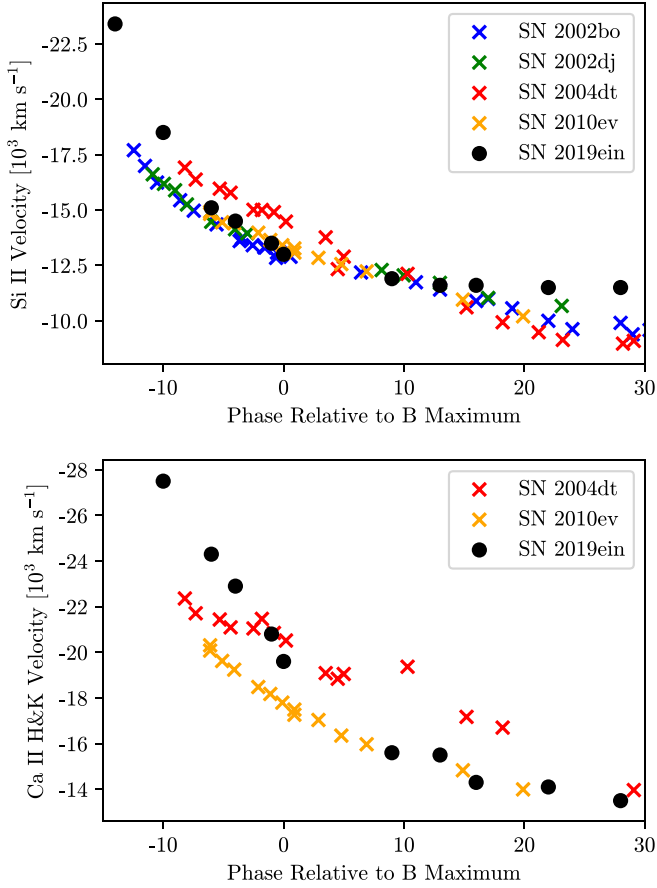 Si II Velocity [10³ km s⁻¹]
-22.5
-20.0
-17.5
-15.0
-12.5
-10.0
SN 2002bo
SN 2002dj
SN 2004dt
SN 2010ev
SN 2019ein
-10 0 10 20 30
Phase Relative to B Maximum
Ca II H&K Velocity [10³ km s⁻¹]
-28
-26
-24
-22
-20
-18
-16
-14
SN 2004dt
SN 2010ev
SN 2019ein
-10 0 10 20 30
Phase Relative to B Maximum